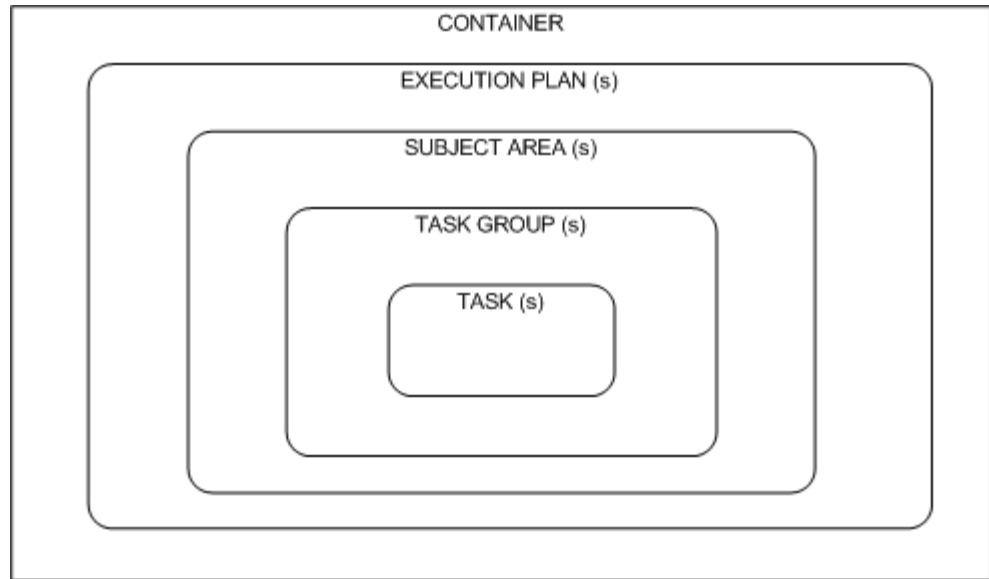 CONTAINER
EXECUTION PLAN (s)
SUBJECT AREA (s)
TASK GROUP (s)
TASK (s)